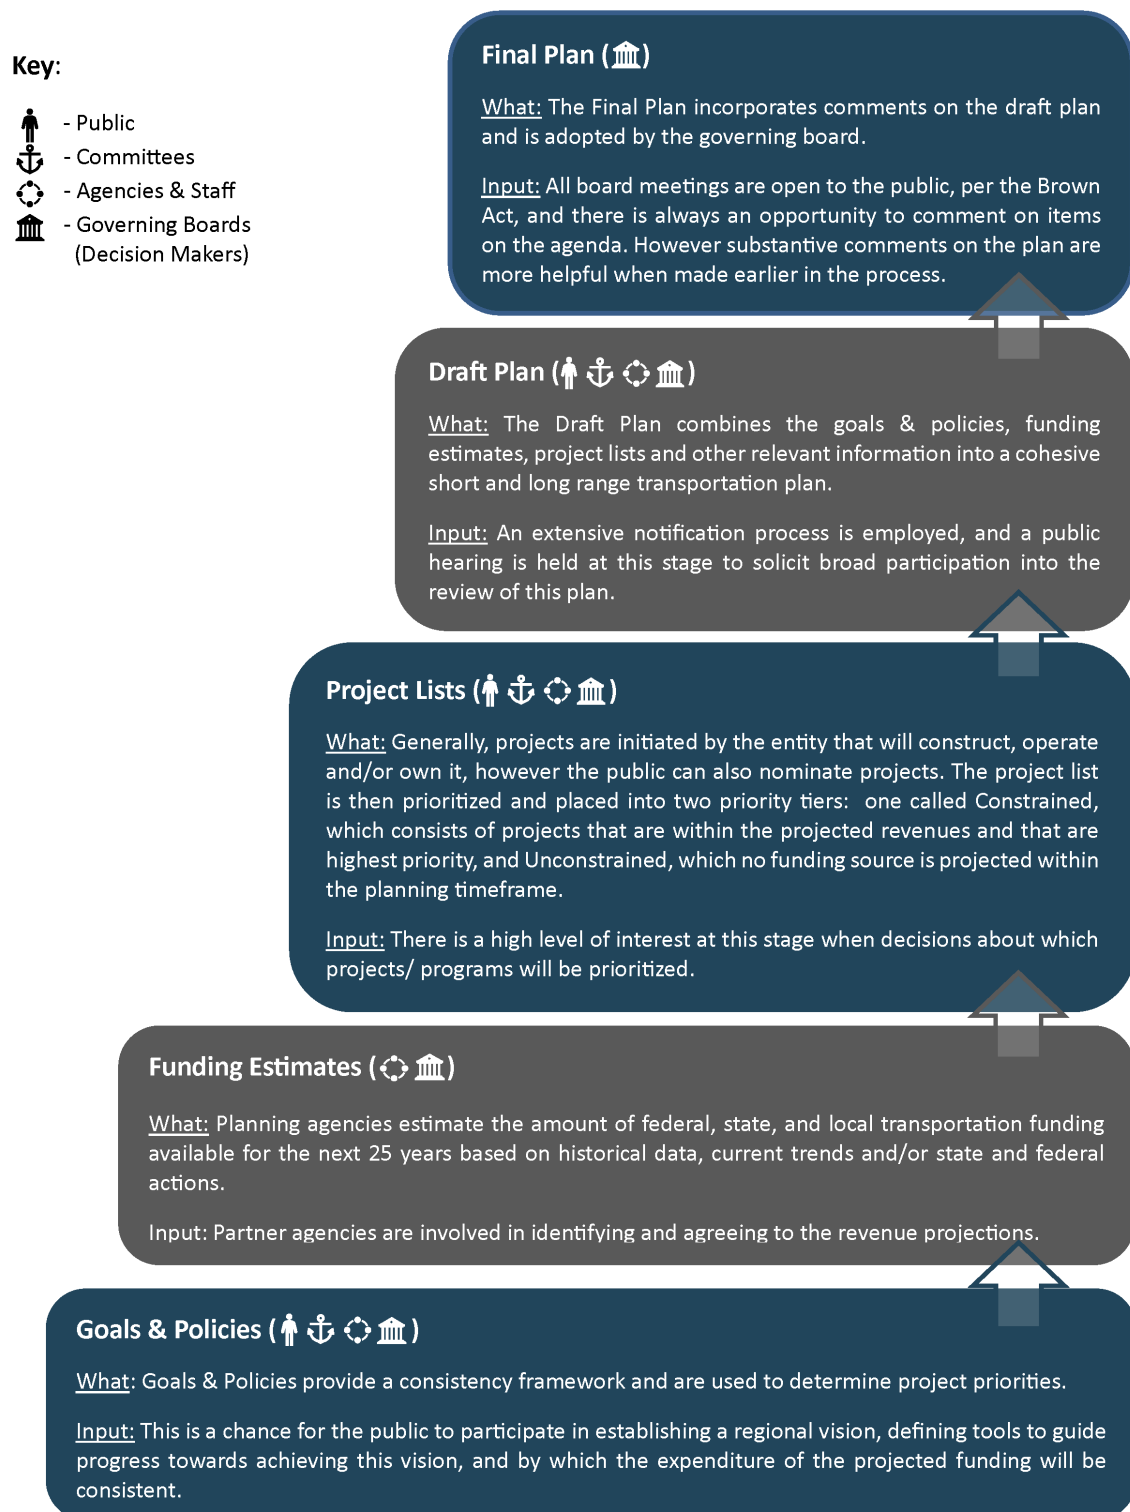 Key:
- Public
- Committees
- Agencies & Staff
- Governing Boards
(Decision Makers)
Final Plan ( )
What: The Final Plan incorporates comments on the draft plan
and is adopted by the governing board.
Input: All board meetings are open to the public, per the Brown
Act, and there is always an opportunity to comment on items
on the agenda. However substantive comments on the plan are
more helpful when made earlier in the process.
Draft Plan ( )
What: The Draft Plan combines the goals & policies, funding
estimates, project lists and other relevant information into a cohesive
short and long range transportation plan.
Input: An extensive notification process is employed, and a public
hearing is held at this stage to solicit broad participation into the
review of this plan.
Project Lists ( )
What: Generally, projects are initiated by the entity that will construct, operate
and/or own it, however the public can also nominate projects. The project list
is then prioritized and placed into two priority tiers: one called Constrained,
which consists of projects that are within the projected revenues and that are
highest priority, and Unconstrained, which no funding source is projected within
the planning timeframe.
Input: There is a high level of interest at this stage when decisions about which
projects/ programs will be prioritized.
Funding Estimates ( )
What: Planning agencies estimate the amount of federal, state, and local transportation funding
available for the next 25 years based on historical data, current trends and/or state and federal
actions.
Input: Partner agencies are involved in identifying and agreeing to the revenue projections.
Goals & Policies ( )
What: Goals & Policies provide a consistency framework and are used to determine project priorities.
Input: This is a chance for the public to participate in establishing a regional vision, defining tools to guide
progress towards achieving this vision, and by which the expenditure of the projected funding will be
consistent.